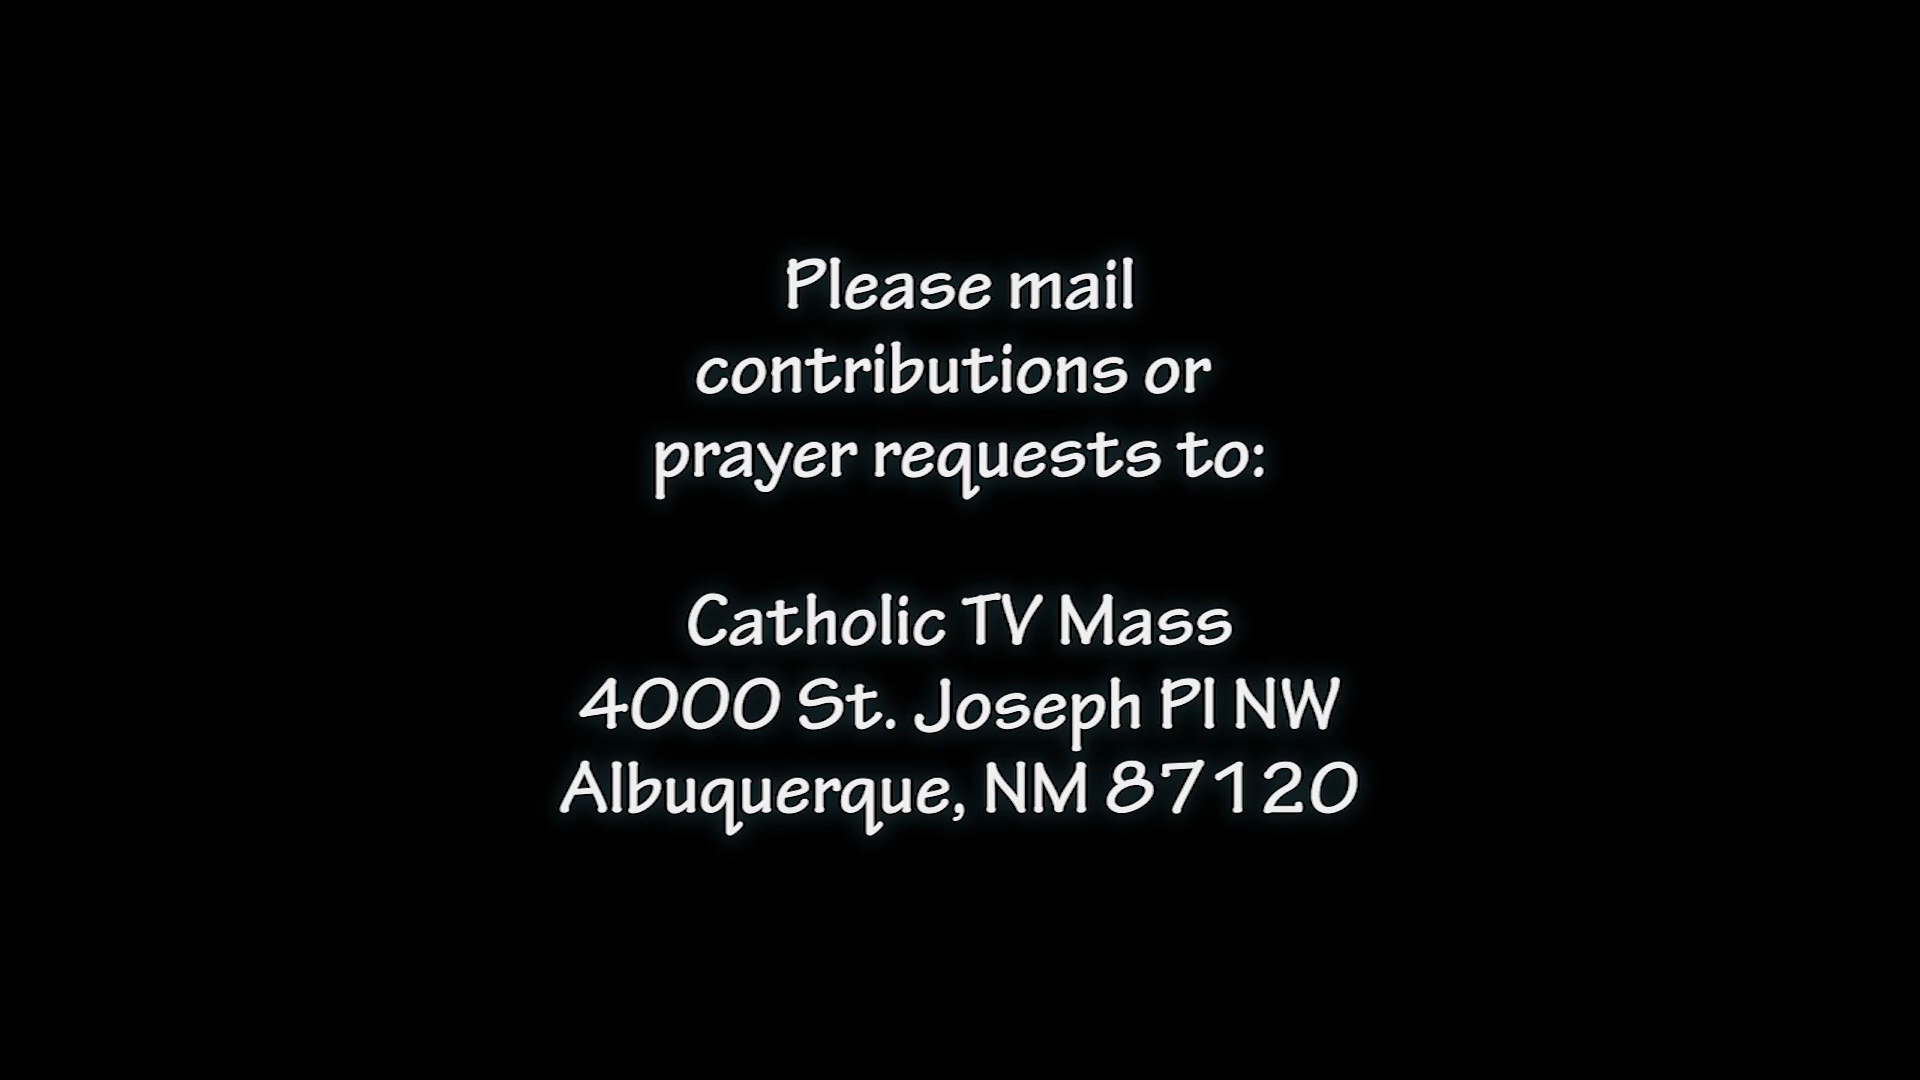 Please mail
contributions or
prayer requests to:
Catholic TV Mass
4000 St. Joseph Pl NW
Albuquerque, NM 87120